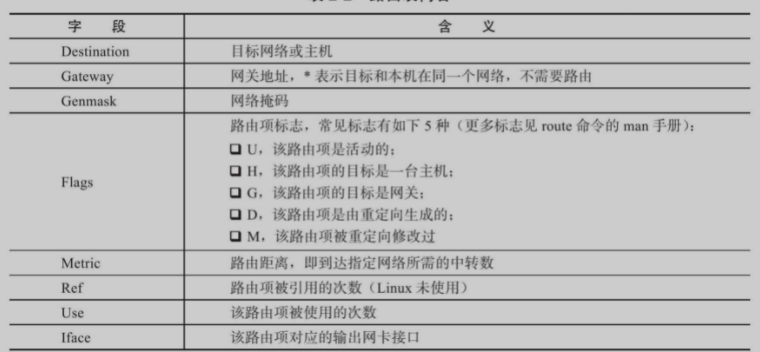 字 段 含 义
Destination 目标网络或主机
Gateway 网关地址，* 表示目标和本机在同一个网络，不需要路由
Genmask 网络掩码
路由项标志，常见标志有如下 5 种（更多标志见 route 命令的 man 手册）：
❑ U，该路由项是活动的；
❑ H，该路由项的目标是一台主机；
Flags
❑ G，该路由项的目标是网关；
❑ D，该路由项是由重定向生成的；
❑ M，该路由项被重定向修改过
Metric 路由距离，即到达指定网络所需的中转数
Ref 路由项被引用的次数（Linux 未使用）
Use 该路由项被使用的次数
Iface 该路由项对应的输出网卡接口